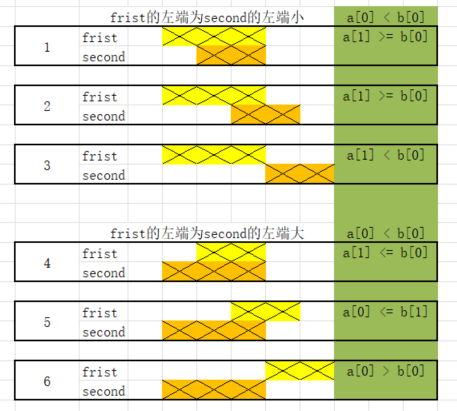 frist的左端为second的左端小 a[0] < b[0]
1 frist a[1] >= b[0]
second
2 frist a[1] >= b[0]
second
3 frist a[1] < b[0]
second
frist的左端为second的左端大 a[0] < b[0]
4 frist a[1] <= b[0]
second
5 frist a[0] <= b[1]
second
6 frist a[0] > b[0]
second